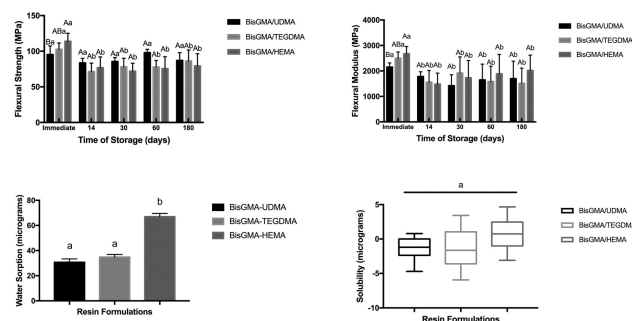 Flexural Strength (MPa)
150
100
50
0
Ba ABa Aa
Aa Ab Ab
Aa Ab Ab
Aa Ab Ab
Aa Ab Ab
Immediate 14 30 60 180
Time of Storage (days)
BisGMA/UDMA
BisGMA/TEGDMA
BisGMA/HEMA
Flexural Modulus (MPa)
4000
3000
2000
1000
0
Ba ABa Aa
Ab Ab Ab
Ab Ab Ab
Aa Ab Ab
Ab Ab Ab
Immediate 14 30 60 180
Time of Storage (days)
BisGMA/UDMA
BisGMA/TEGDMA
BisGMA/HEMA
Water Sorption (micrograms)
80
60
40
20
0
a a b
Resin Formulations
BisGMA-UDMA
BisGMA-TEGDMA
BisGMA-HEMA
Solubility (micrograms)
5
0
-5
-10
a
Resin Formulations
BisGMA/UDMA
BisGMA/TEGDMA
BisGMA/HEMA